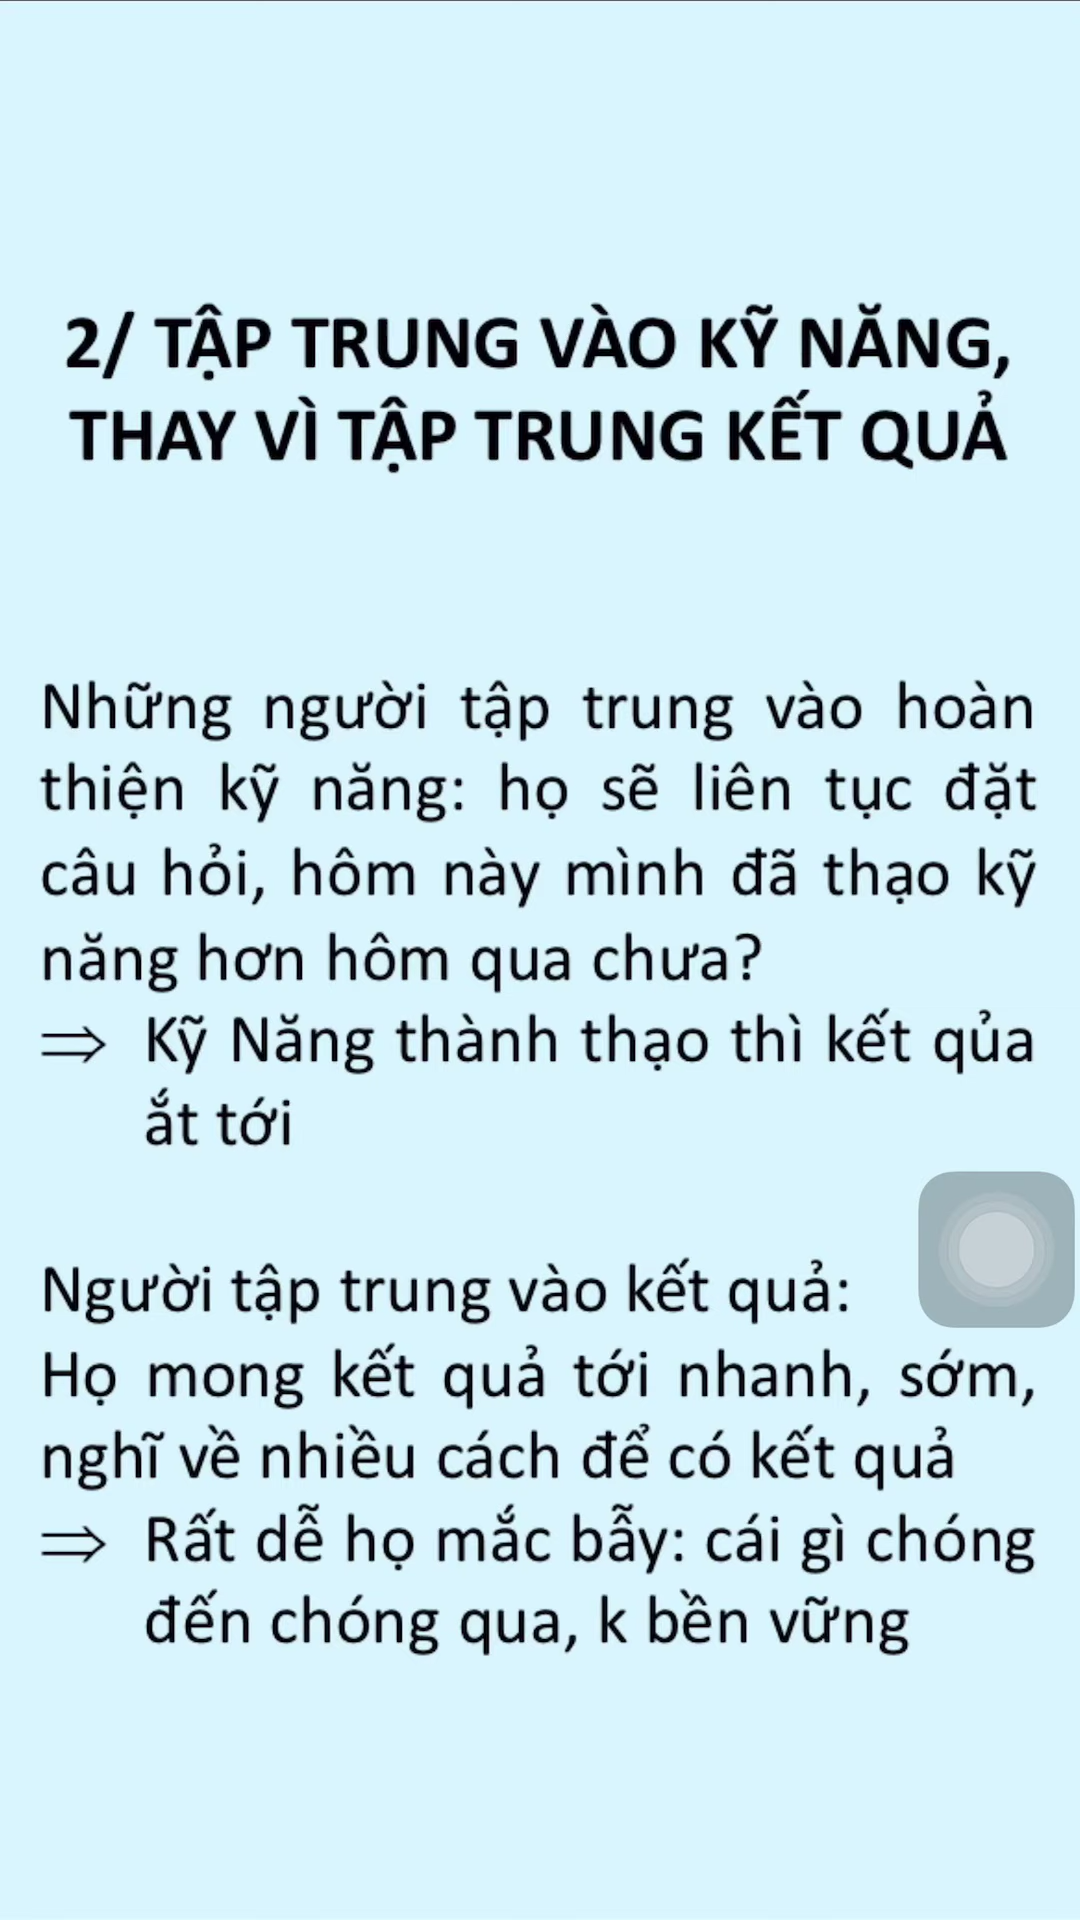 2/ TẬP TRUNG VÀO KỸ NĂNG,
THAY VÌ TẬP TRUNG KẾT QUẢ
Những người tập trung vào hoàn
thiện kỹ năng: họ sẽ liên tục đặt
câu hỏi, hôm này mình đã thạo kỹ
năng hơn hôm qua chưa?
⇒ Kỹ Năng thành thạo thì kết qủa
ắt tới
Người tập trung vào kết quả:
Họ mong kết quả tới nhanh, sớm,
nghĩ về nhiều cách để có kết quả
⇒ Rất dễ họ mắc bẫy: cái gì chóng
đến chóng qua, k bền vững